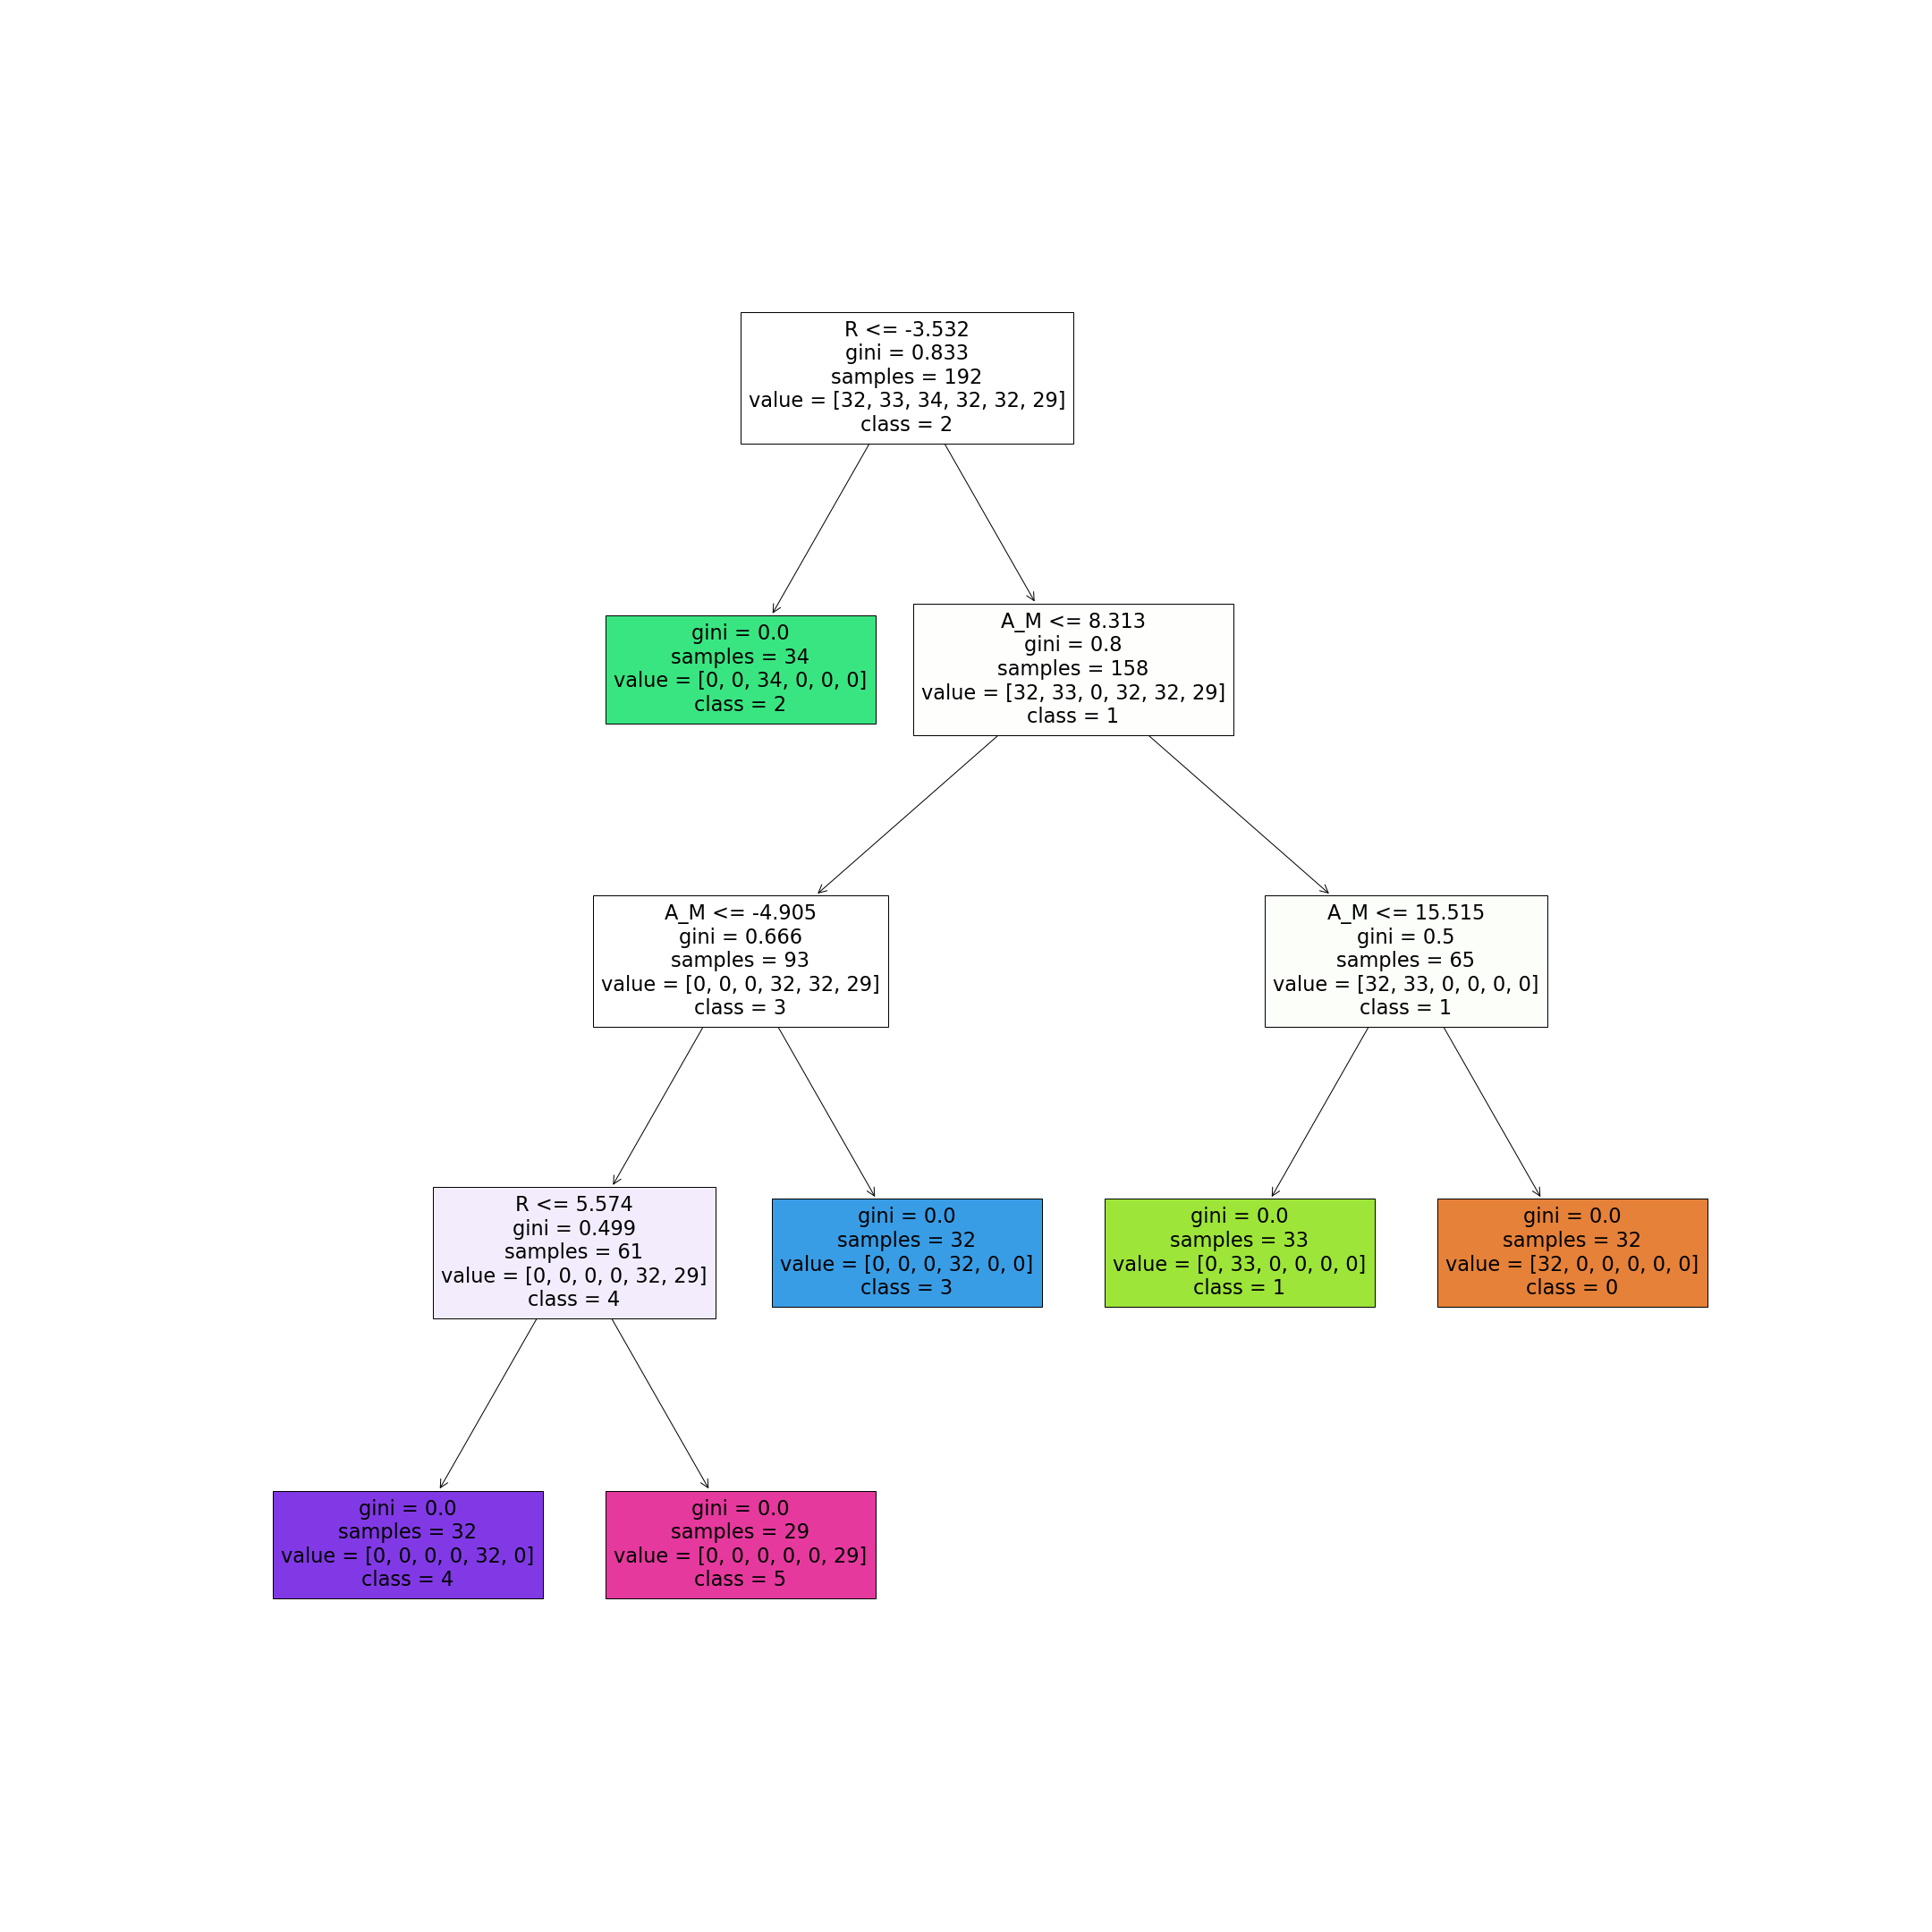 R <= -3.532
gini = 0.833
samples = 192
value = [32, 33, 34, 32, 32, 29]
class = 2
gini = 0.0
samples = 34
value = [0, 0, 34, 0, 0, 0]
class = 2
A_M <= 8.313
gini = 0.8
samples = 158
value = [32, 33, 0, 32, 32, 29]
class = 1
A_M <= -4.905
gini = 0.666
samples = 93
value = [0, 0, 0, 32, 32, 29]
class = 3
A_M <= 15.515
gini = 0.5
samples = 65
value = [32, 33, 0, 0, 0, 0]
class = 1
R <= 5.574
gini = 0.499
samples = 61
value = [0, 0, 0, 0, 32, 29]
class = 4
gini = 0.0
samples = 32
value = [0, 0, 0, 32, 0, 0]
class = 3
gini = 0.0
samples = 33
value = [0, 33, 0, 0, 0, 0]
class = 1
gini = 0.0
samples = 32
value = [32, 0, 0, 0, 0, 0]
class = 0
gini = 0.0
samples = 32
value = [0, 0, 0, 0, 32, 0]
class = 4
gini = 0.0
samples = 29
value = [0, 0, 0, 0, 0, 29]
class = 5